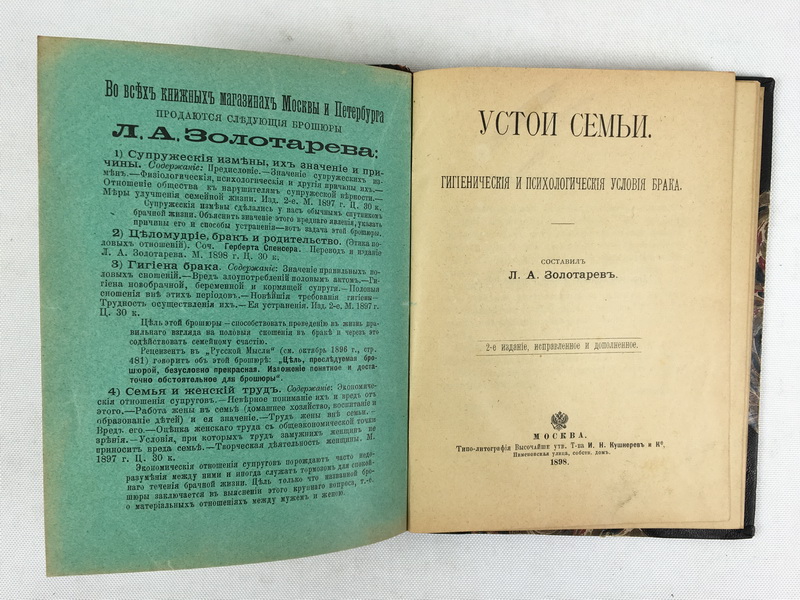 Во всѣхъ книжныхъ магазинахъ Москвы и Петербурга
ПРОДАЮТСЯ СЛѢДУЮЩІЯ БРОШЮРЫ
Л. А. Золотарева:
1) Супружескія измѣны, ихъ значеніе и при-
чины. Содержаніе: Предисловіе.—Значеніе супружескихъ из-
мѣнъ.—Физіологическія, психологическія и другія причины ихъ.—
Отношеніе общества къ нарушителямъ супружеской вѣрности.—
Мѣры улучшенія семейной жизни. Изд. 2-е. М. 1897 г. Ц. 30 к.
Супружескія измѣны сдѣлались у насъ обычнымъ спутникомъ
брачной жизни. Объяснить значеніе этого вреднаго явленія, указать
причины его и способы устраненія—вотъ задача этой брошюры.
2) Цѣломудріе, бракъ и родительство. (Этика по-
ловыхъ отношеній). Соч. Герберта Спенсера. Переводъ и изданіе
Л. А. Золотарева. М. 1898 г. Ц. 30 к.
3) Гигіена брака. Содержаніе: Значеніе правильныхъ по-
ловыхъ сношеній.—Вредъ злоупотребленій половымъ актомъ.—Ги-
гіена новобрачной, беременной и кормящей супруги.—Половыя
сношенія внѣ этихъ періодовъ.—Новѣйшія требованія гигіены.—
Трудность осуществленія ихъ.—Ея устраненія. Изд. 2-е. М. 1897 г.
Ц. 30 к.
Цѣль этой брошюры—способствовать проведенію въ жизнь пра-
вильнаго взгляда на половыя сношенія въ бракѣ и черезъ это
содѣйствовать семейному счастію.
Рецензентъ въ „Русской Мысли" (см. октябрь 1896 г., стр.
481) говоритъ объ этой брошюрѣ: „Цѣль, преслѣдуемая бро-
шюрой, безусловно прекрасная. Изложеніе понятное и доста-
точно обстоятельное для брошюры".
4) Семья и женскій трудъ. Содержаніе: Экономиче-
скія отношенія супруговъ.—Невѣрное пониманіе ихъ и вредъ отъ
этого.—Работа жены въ семьѣ (домашнее хозяйство, воспитаніе и
образованіе дѣтей) и ея значеніе.—Трудъ жены внѣ семьи.—
Вредъ его.—Оцѣнка женскаго труда съ общеэкономической точки
зрѣнія.—Условія, при которыхъ трудъ замужнихъ женщинъ не
приноситъ вреда семьѣ.—Творческая дѣятельность женщины. М.
1897 г. Ц. 30 к.
Экономическія отношенія супруговъ порождаютъ часто недо-
разумѣнія между ними и иногда служатъ тормозомъ для спокой-
наго теченія брачной жизни. Цѣль только что названной бро-
шюры заключается въ выясненіи этого крупнаго вопроса, т.-е.
о матеріальныхъ отношеніяхъ между мужемъ и женою.
УСТОИ СЕМЬИ.
ГИГІЕНИЧЕСКІЯ И ПСИХОЛОГИЧЕСКІЯ УСЛОВІЯ БРАКА.
СОСТАВИЛЪ
Л. А. Золотаревъ.
2-е изданіе, исправленное и дополненное.
МОСКВА.
Типо-литографія Высочайше утв. Т-ва И. Н. Кушнеревъ и Кº,
Пименовская улица, собств. домъ.
1898.